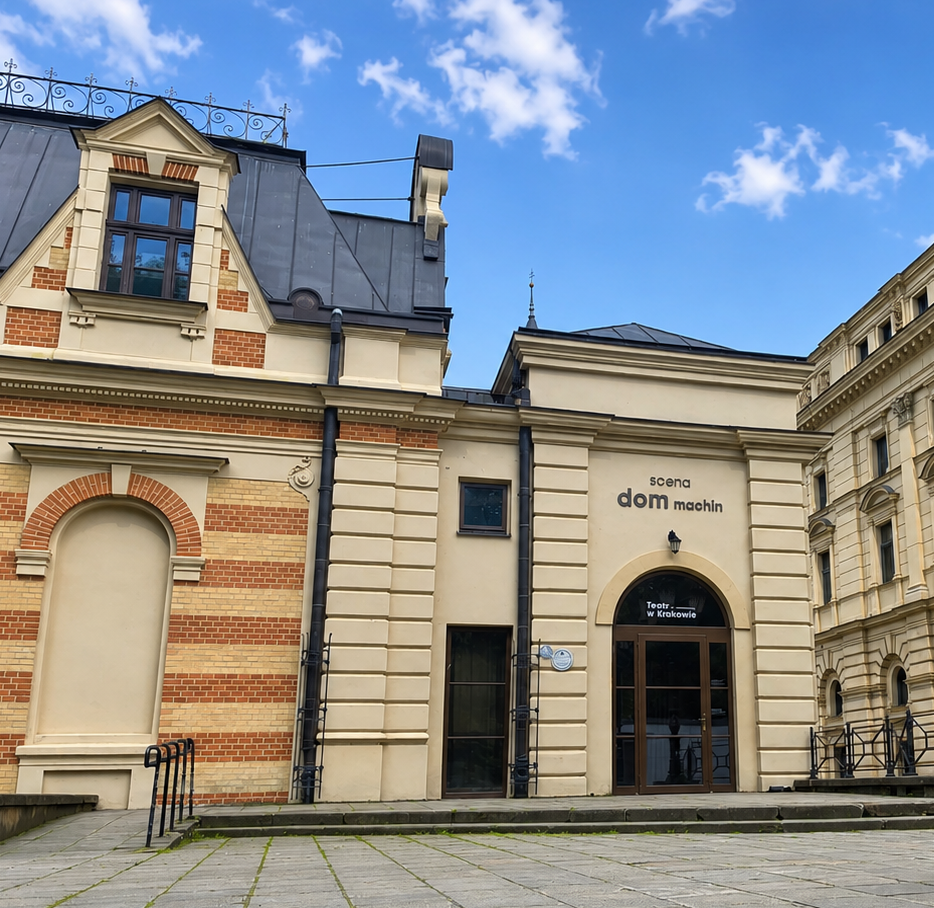 scena
dom machin
Teatr
w Krakowie